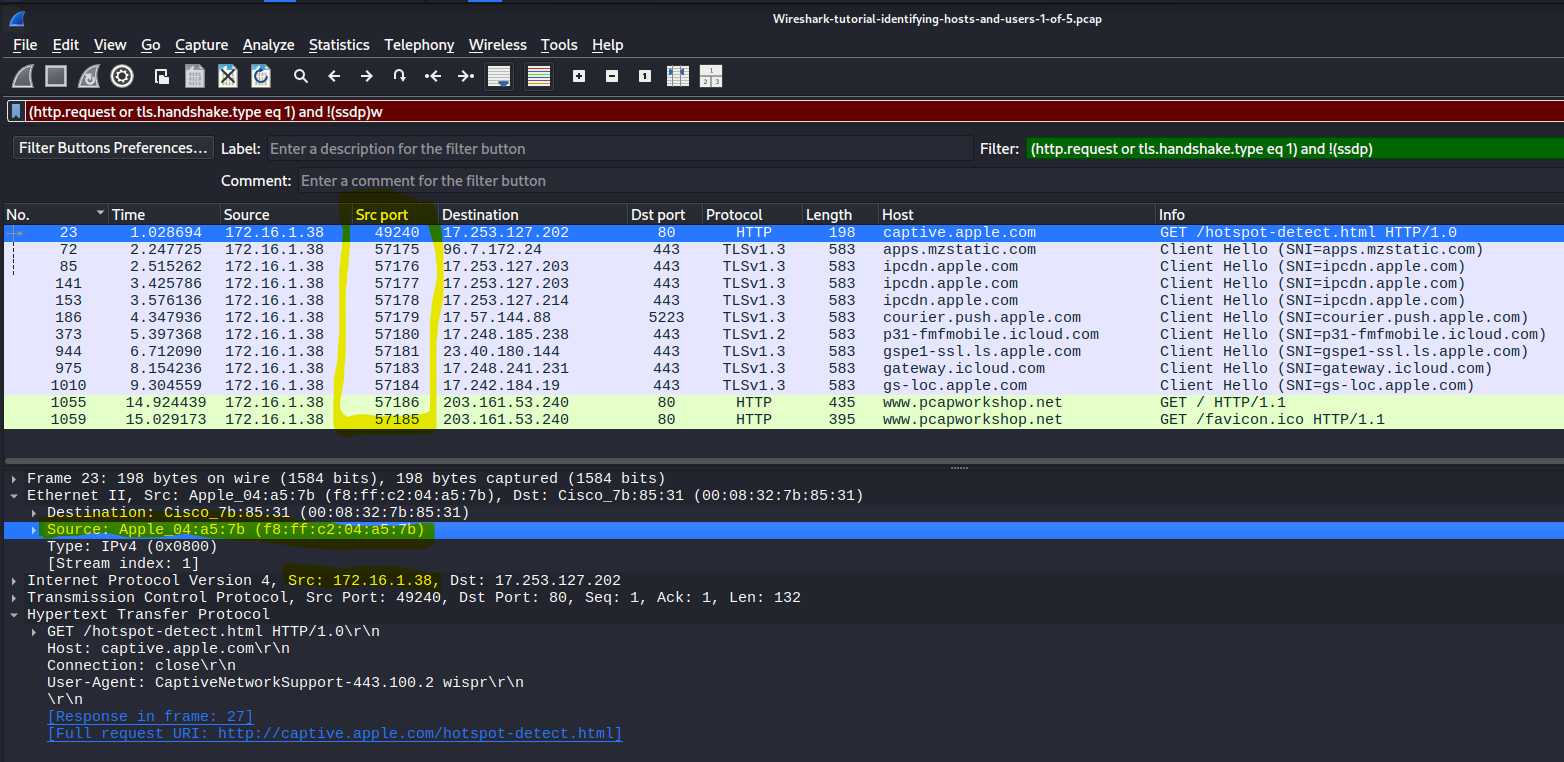 Wireshark-tutorial-identifying-hosts-and-users-1-of-5.pcap
File Edit View Go Capture Analyze Statistics Telephony Wireless Tools Help
(http.request or tls.handshake.type eq 1) and !(ssdp)w
Filter Buttons Preferences... Label: Enter a description for the filter button Filter: (http.request or tls.handshake.type eq 1) and !(ssdp)
Comment: Enter a comment for the filter button
No. Time Source Src port Destination Dst port Protocol Length Host Info
23 1.028694 172.16.1.38 49240 17.253.127.202 80 HTTP 198 captive.apple.com GET /hotspot-detect.html HTTP/1.0
72 2.247725 172.16.1.38 57175 96.7.172.24 443 TLSv1.3 583 apps.mzstatic.com Client Hello (SNI=apps.mzstatic.com)
85 2.515262 172.16.1.38 57176 17.253.127.203 443 TLSv1.3 583 ipcdn.apple.com Client Hello (SNI=ipcdn.apple.com)
141 3.425786 172.16.1.38 57177 17.253.127.203 443 TLSv1.3 583 ipcdn.apple.com Client Hello (SNI=ipcdn.apple.com)
153 3.576136 172.16.1.38 57178 17.253.127.214 443 TLSv1.3 583 ipcdn.apple.com Client Hello (SNI=ipcdn.apple.com)
186 4.347936 172.16.1.38 57179 17.57.144.88 5223 TLSv1.3 583 courier.push.apple.com Client Hello (SNI=courier.push.apple.com)
373 5.397368 172.16.1.38 57180 17.248.185.238 443 TLSv1.2 583 p31-fmfmobile.icloud.com Client Hello (SNI=p31-fmfmobile.icloud.com)
944 6.712090 172.16.1.38 57181 23.40.180.144 443 TLSv1.3 583 gspe1-ssl.ls.apple.com Client Hello (SNI=gspe1-ssl.ls.apple.com)
975 8.154236 172.16.1.38 57183 17.248.241.231 443 TLSv1.3 583 gateway.icloud.com Client Hello (SNI=gateway.icloud.com)
1010 9.304559 172.16.1.38 57184 17.242.184.19 443 TLSv1.3 583 gs-loc.apple.com Client Hello (SNI=gs-loc.apple.com)
1055 14.924439 172.16.1.38 57186 203.161.53.240 80 HTTP 435 www.pcapworkshop.net GET / HTTP/1.1
1059 15.029173 172.16.1.38 57185 203.161.53.240 80 HTTP 395 www.pcapworkshop.net GET /favicon.ico HTTP/1.1
Frame 23: 198 bytes on wire (1584 bits), 198 bytes captured (1584 bits)
Ethernet II, Src: Apple_04:a5:7b (f8:ff:c2:04:a5:7b), Dst: Cisco_7b:85:31 (00:08:32:7b:85:31)
Destination: Cisco_7b:85:31 (00:08:32:7b:85:31)
Source: Apple_04:a5:7b (f8:ff:c2:04:a5:7b)
Type: IPv4 (0x0800)
[Stream index: 1]
Internet Protocol Version 4, Src: 172.16.1.38, Dst: 17.253.127.202
Transmission Control Protocol, Src Port: 49240, Dst Port: 80, Seq: 1, Ack: 1, Len: 132
Hypertext Transfer Protocol
GET /hotspot-detect.html HTTP/1.0\r\n
Host: captive.apple.com\r\n
Connection: close\r\n
User-Agent: CaptiveNetworkSupport-443.100.2 wispr\r\n
\r\n
[Response in frame: 27]
[Full request URI: http://captive.apple.com/hotspot-detect.html]